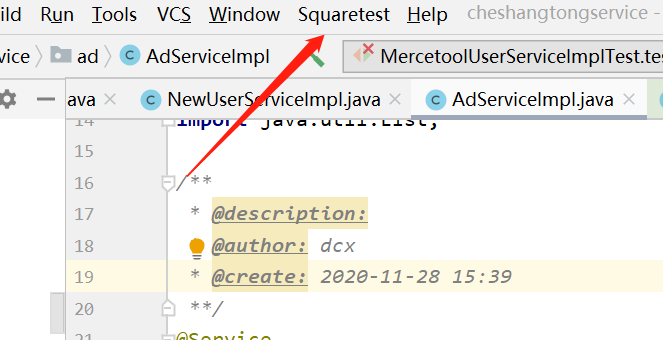 ild Run Tools VCS Window Squaretest Help cheshangtongservice -
vice ad AdServiceImpl MercetoolUserServiceImplTest.tes
ava NewUserServiceImpl.java AdServiceImpl.java
14 import java.util.List;
15
16 /**
17 * @description:
18 * @author: dcx
19 * @create: 2020-11-28 15:39
20 **/
21 @Service